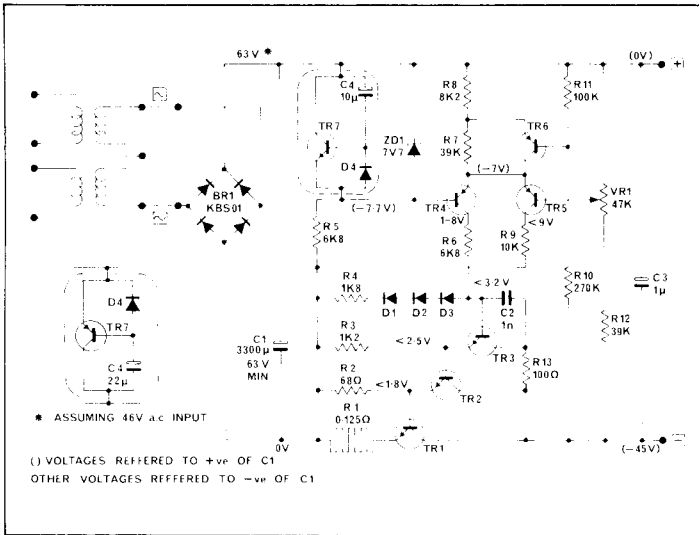 63V *
(0V)
+
C4
10µ
R8
8K2
R11
100K
TR7
ZD1
7V7
R7
39K
TR6
D4
(-7V)
BR1
KBS01
(-7·7V)
TR4
1-8V
TR5
<9V
VR1
47K
R5
6K8
R6
6K8
R9
10K
D4
TR7
C4
22µ
R4
1K8
D1
D2
D3
<3·2V
C2
1n
R10
270K
C3
1µ
C1
3300µ
63V
MIN
R3
1K2
<2·5V
TR3
R12
39K
R2
68Ω
<1·8V
TR2
R13
100Ω
R1
0·125Ω
* ASSUMING 46V a.c. INPUT
0V
TR1
(-45V)
−
() VOLTAGES REFFERED TO +ve OF C1
OTHER VOLTAGES REFFERED TO −ve OF C1